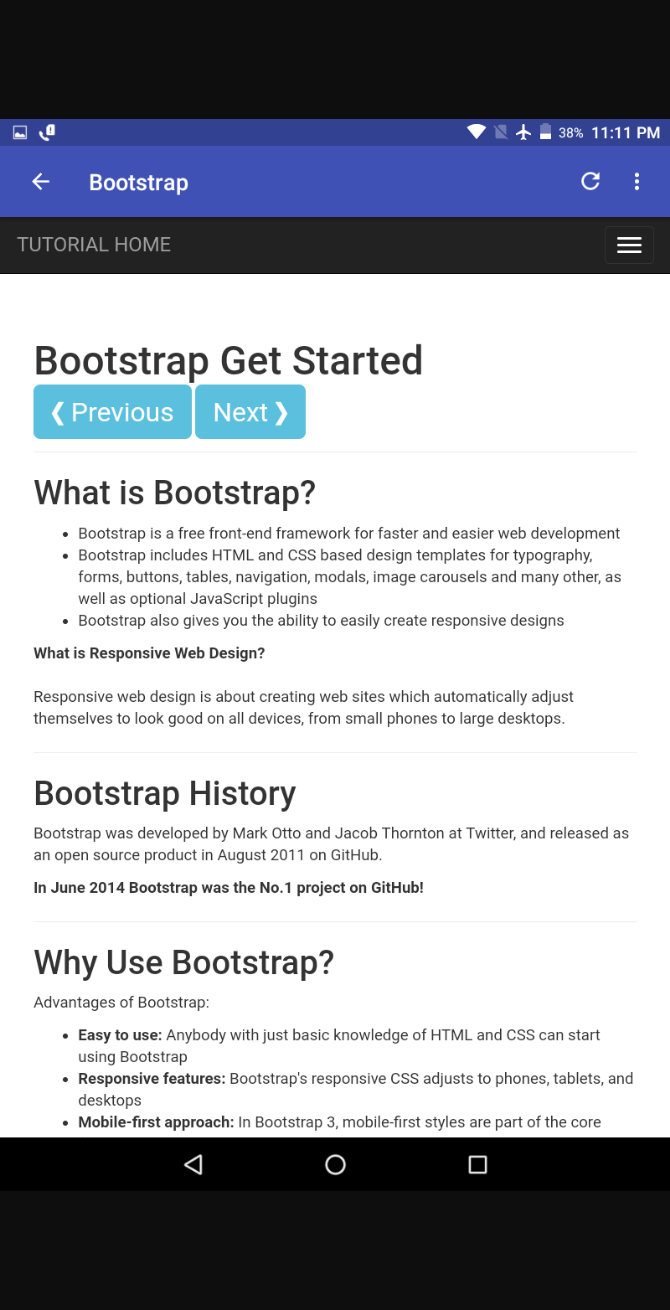 38% 11:11 PM
Bootstrap
TUTORIAL HOME
Bootstrap Get Started
❮ Previous Next ❯
What is Bootstrap?
• Bootstrap is a free front-end framework for faster and easier web development
• Bootstrap includes HTML and CSS based design templates for typography,
forms, buttons, tables, navigation, modals, image carousels and many other, as
well as optional JavaScript plugins
• Bootstrap also gives you the ability to easily create responsive designs
What is Responsive Web Design?
Responsive web design is about creating web sites which automatically adjust
themselves to look good on all devices, from small phones to large desktops.
Bootstrap History
Bootstrap was developed by Mark Otto and Jacob Thornton at Twitter, and released as
an open source product in August 2011 on GitHub.
In June 2014 Bootstrap was the No.1 project on GitHub!
Why Use Bootstrap?
Advantages of Bootstrap:
• Easy to use: Anybody with just basic knowledge of HTML and CSS can start
using Bootstrap
• Responsive features: Bootstrap's responsive CSS adjusts to phones, tablets, and
desktops
• Mobile-first approach: In Bootstrap 3, mobile-first styles are part of the core